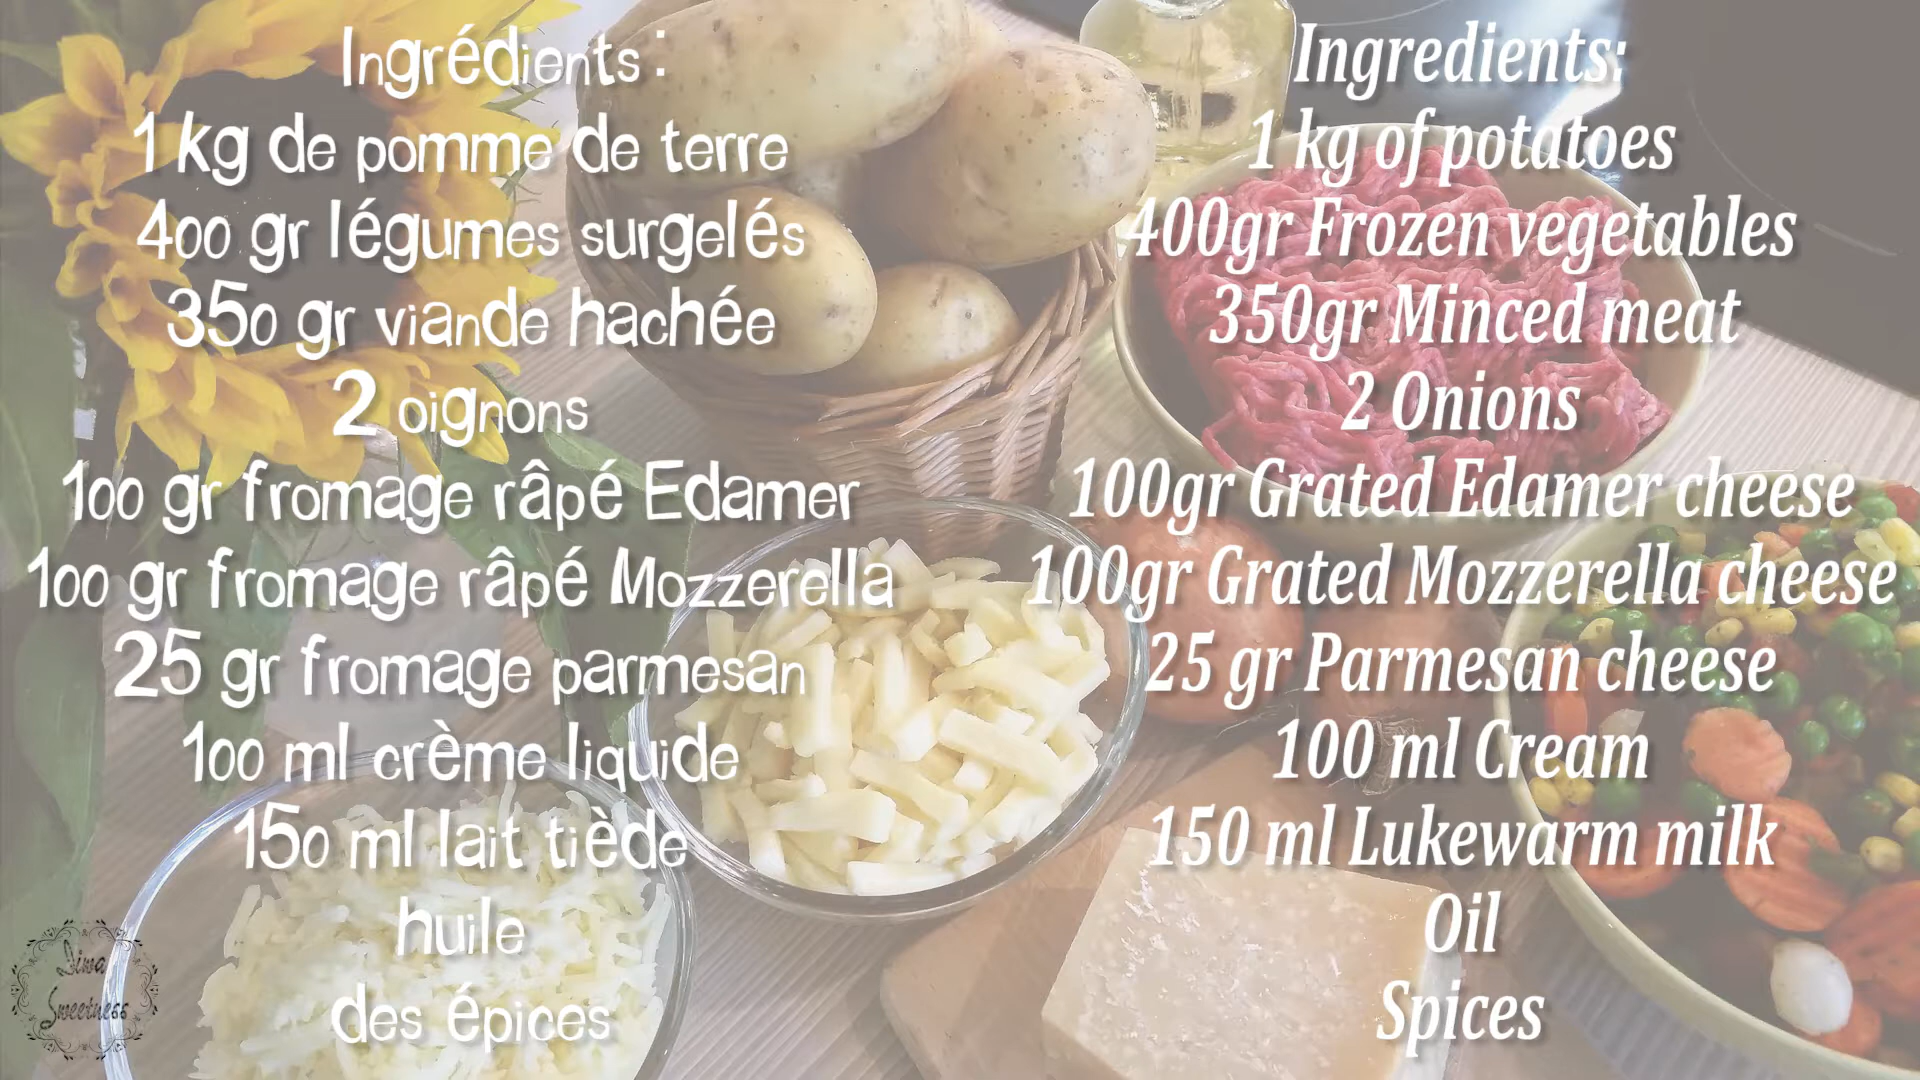 Ingrédients :
1 kg de pomme de terre
400 gr légumes surgelés
350 gr viande hachée
2 oignons
100 gr fromage râpé Edamer
100 gr fromage râpé Mozzerella
25 gr fromage parmesan
100 ml crème liquide
150 ml lait tiède
huile
des épices
Ingredients:
1 kg of potatoes
400gr Frozen vegetables
350gr Minced meat
2 Onions
100gr Grated Edamer cheese
100gr Grated Mozzerella cheese
25 gr Parmesan cheese
100 ml Cream
150 ml Lukewarm milk
Oil
Spices
Dima
Sweetness